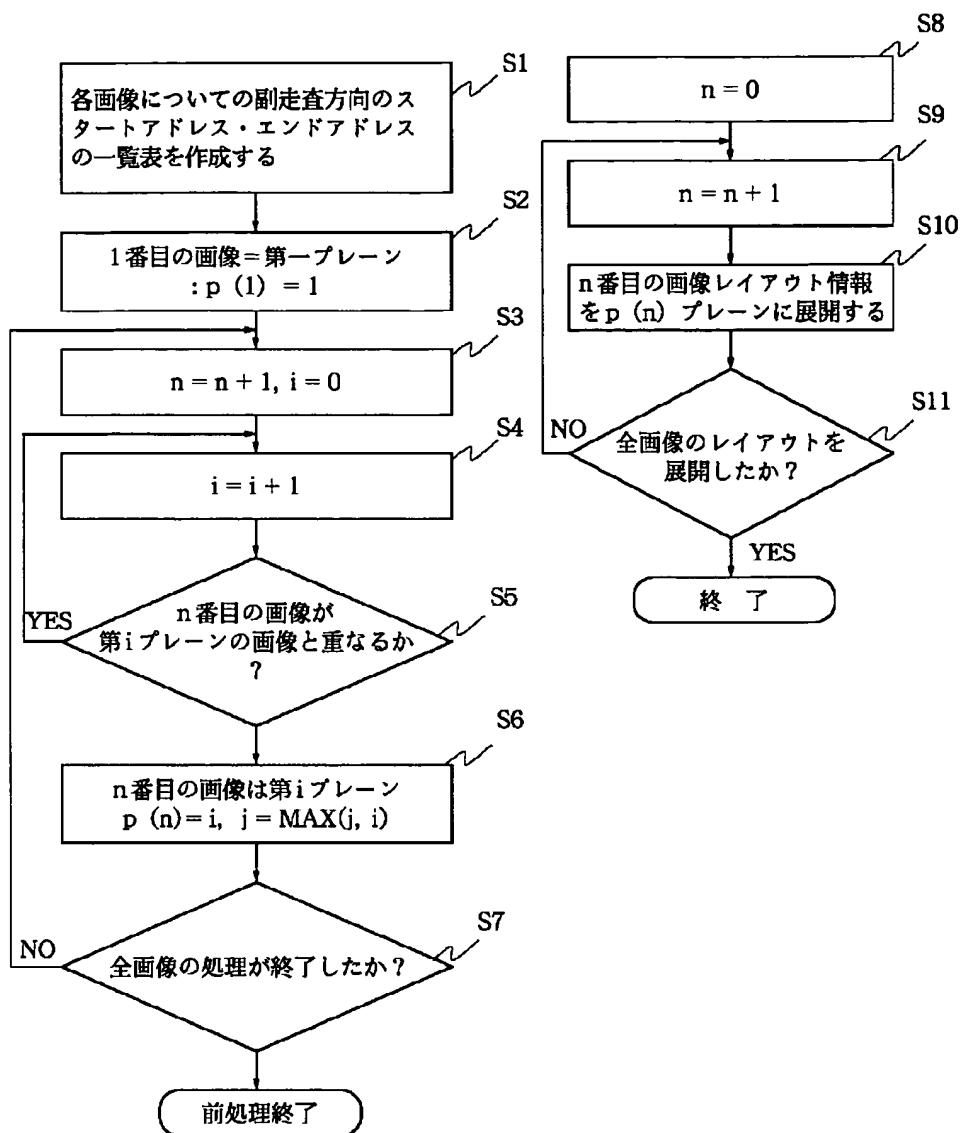 S1
各画像についての副走査方向のス
タートアドレス・エンドアドレス
の一覧表を作成する
S2
1番目の画像=第一プレーン
:p (1) = 1
S3
n = n + 1, i = 0
S4
i = i + 1
S5
n番目の画像が
第iプレーンの画像と重なるか
?
YES
S6
n番目の画像は第iプレーン
p (n)= i, j = MAX(j, i)
S7
全画像の処理が終了したか?
NO
前処理終了
S8
n = 0
S9
n = n + 1
S10
n番目の画像レイアウト情報
をp (n) プレーンに展開する
S11
全画像のレイアウトを
展開したか?
NO
YES
終 了